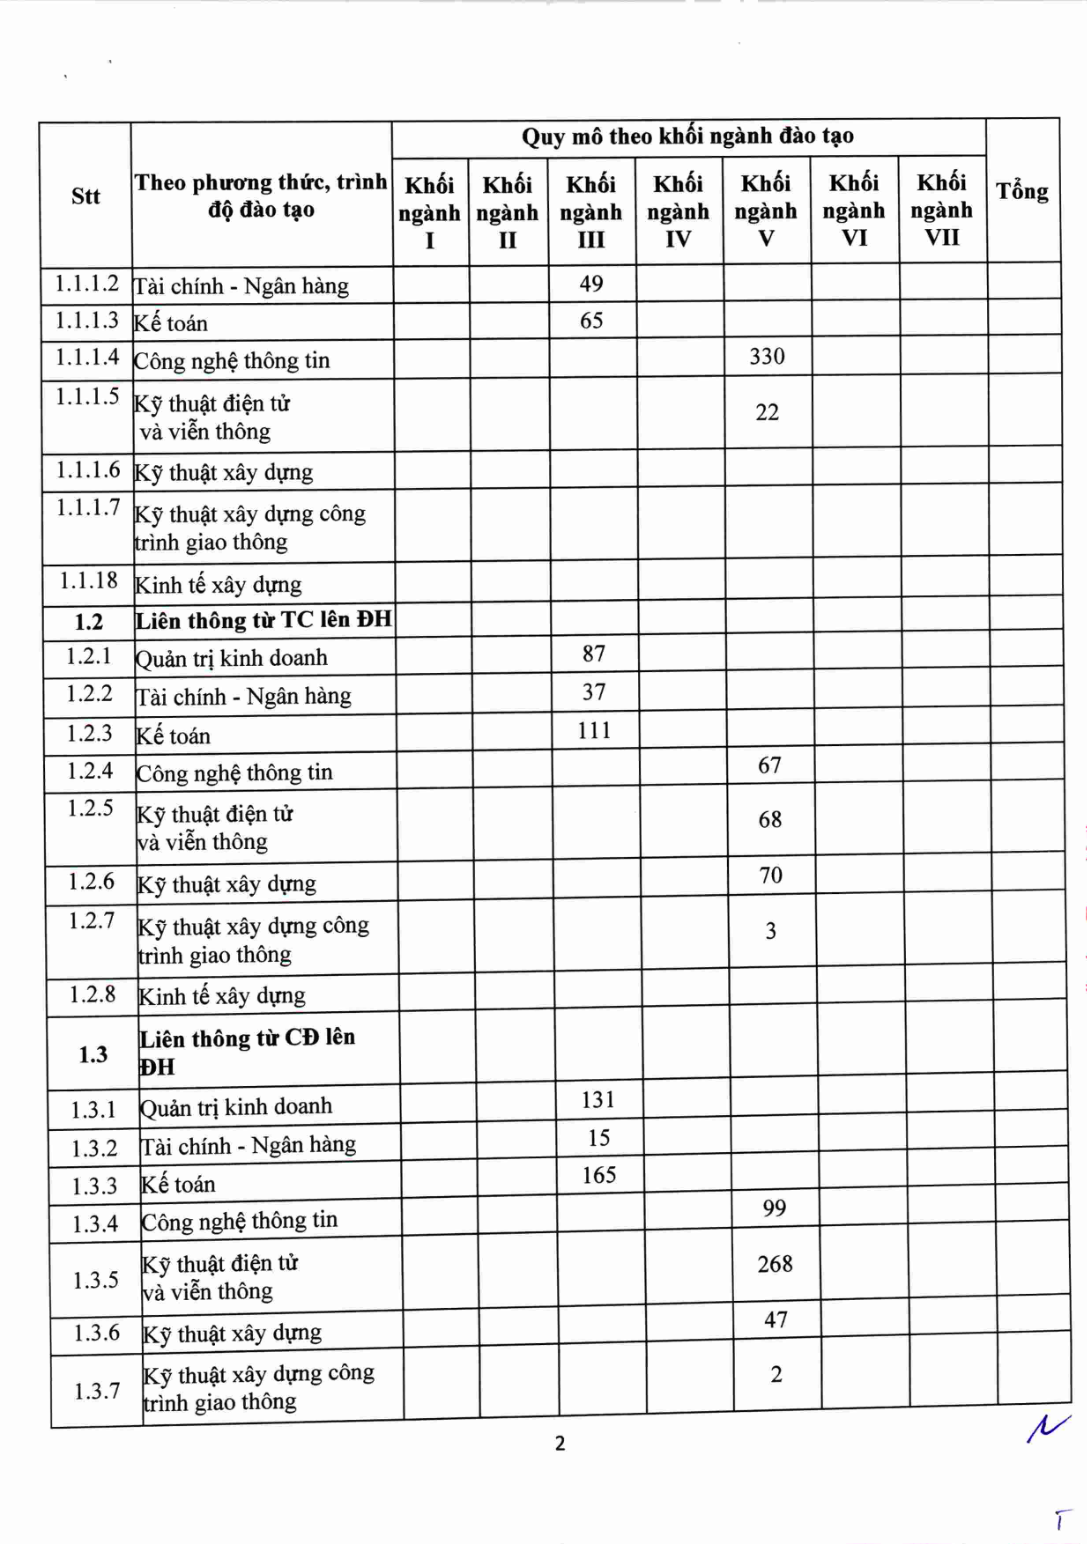 Stt
Theo phương thức, trình
độ đào tạo
Quy mô theo khối ngành đào tạo
Tổng
Khối
ngành
I
Khối
ngành
II
Khối
ngành
III
Khối
ngành
IV
Khối
ngành
V
Khối
ngành
VI
Khối
ngành
VII
1.1.1.2 Tài chính - Ngân hàng 49
1.1.1.3 Kế toán 65
1.1.1.4 Công nghệ thông tin 330
1.1.1.5 Kỹ thuật điện tử
và viễn thông 22
1.1.1.6 Kỹ thuật xây dựng
1.1.1.7 Kỹ thuật xây dựng công
trình giao thông
1.1.18 Kinh tế xây dựng
1.2 Liên thông từ TC lên ĐH
1.2.1 Quản trị kinh doanh 87
1.2.2 Tài chính - Ngân hàng 37
1.2.3 Kế toán 111
1.2.4 Công nghệ thông tin 67
1.2.5 Kỹ thuật điện tử
và viễn thông 68
1.2.6 Kỹ thuật xây dựng 70
1.2.7 Kỹ thuật xây dựng công
trình giao thông 3
1.2.8 Kinh tế xây dựng
1.3 Liên thông từ CĐ lên
ĐH
1.3.1 Quản trị kinh doanh 131
1.3.2 Tài chính - Ngân hàng 15
1.3.3 Kế toán 165
1.3.4 Công nghệ thông tin 99
1.3.5 Kỹ thuật điện tử
và viễn thông 268
1.3.6 Kỹ thuật xây dựng 47
1.3.7 Kỹ thuật xây dựng công
trình giao thông 2
2